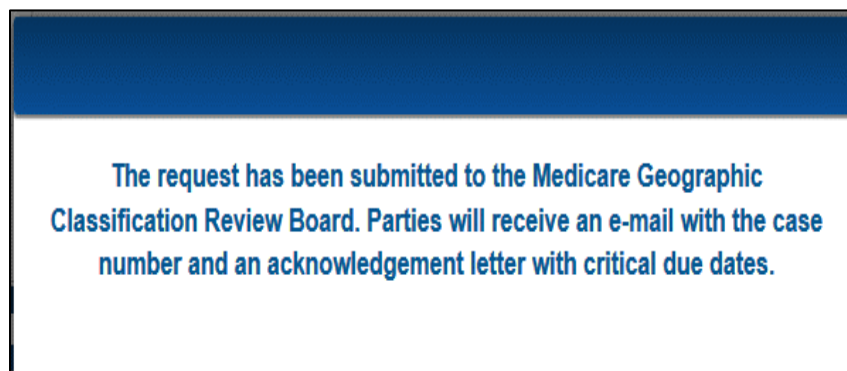 The request has been submitted to the Medicare Geographic
Classification Review Board. Parties will receive an e-mail with the case
number and an acknowledgement letter with critical due dates.